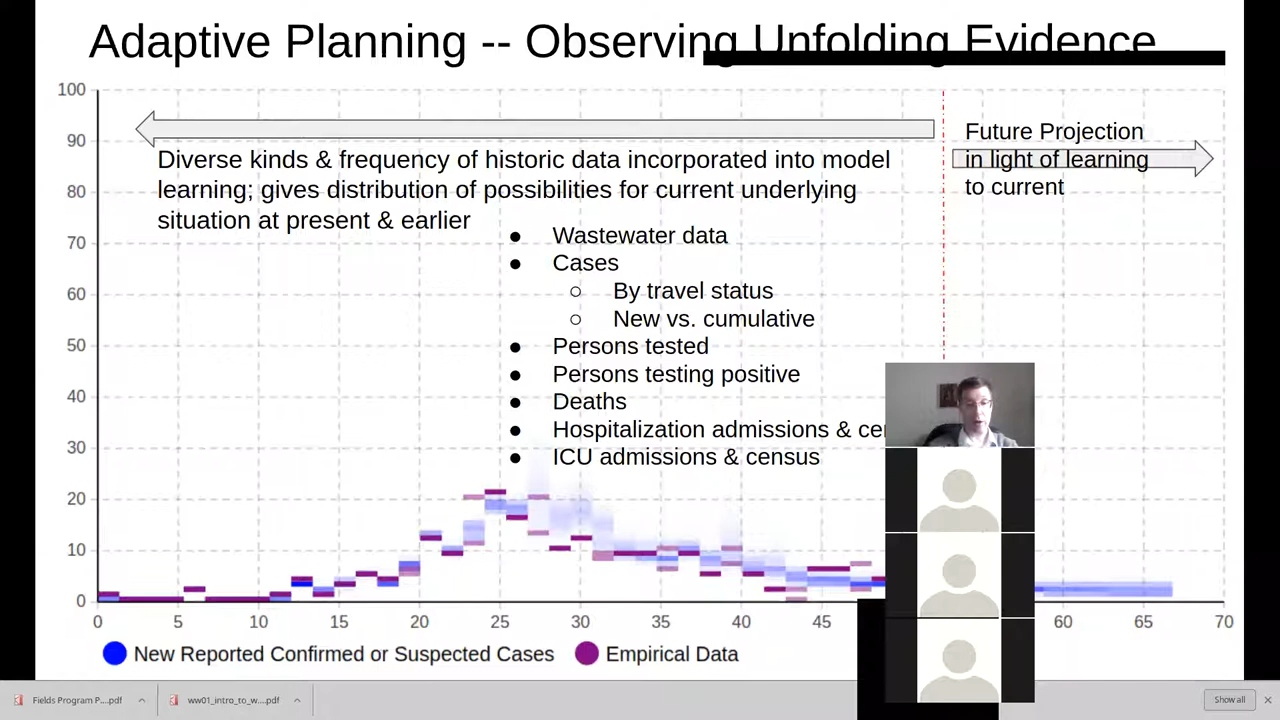 Adaptive Planning -- Observing Unfolding Evidence
100
90
80
70
60
50
40
30
20
10
0
Diverse kinds & frequency of historic data incorporated into model
learning; gives distribution of possibilities for current underlying
situation at present & earlier
Future Projection
in light of learning
to current
● Wastewater data
● Cases
○ By travel status
○ New vs. cumulative
● Persons tested
● Persons testing positive
● Deaths
● Hospitalization admissions &
● ICU admissions & census
0 5 10 15 20 25 30 35 40 45 60 65 70
New Reported Confirmed or Suspected Cases Empirical Data
Fields Program P....pdf ww01_intro_to_w....pdf Show all